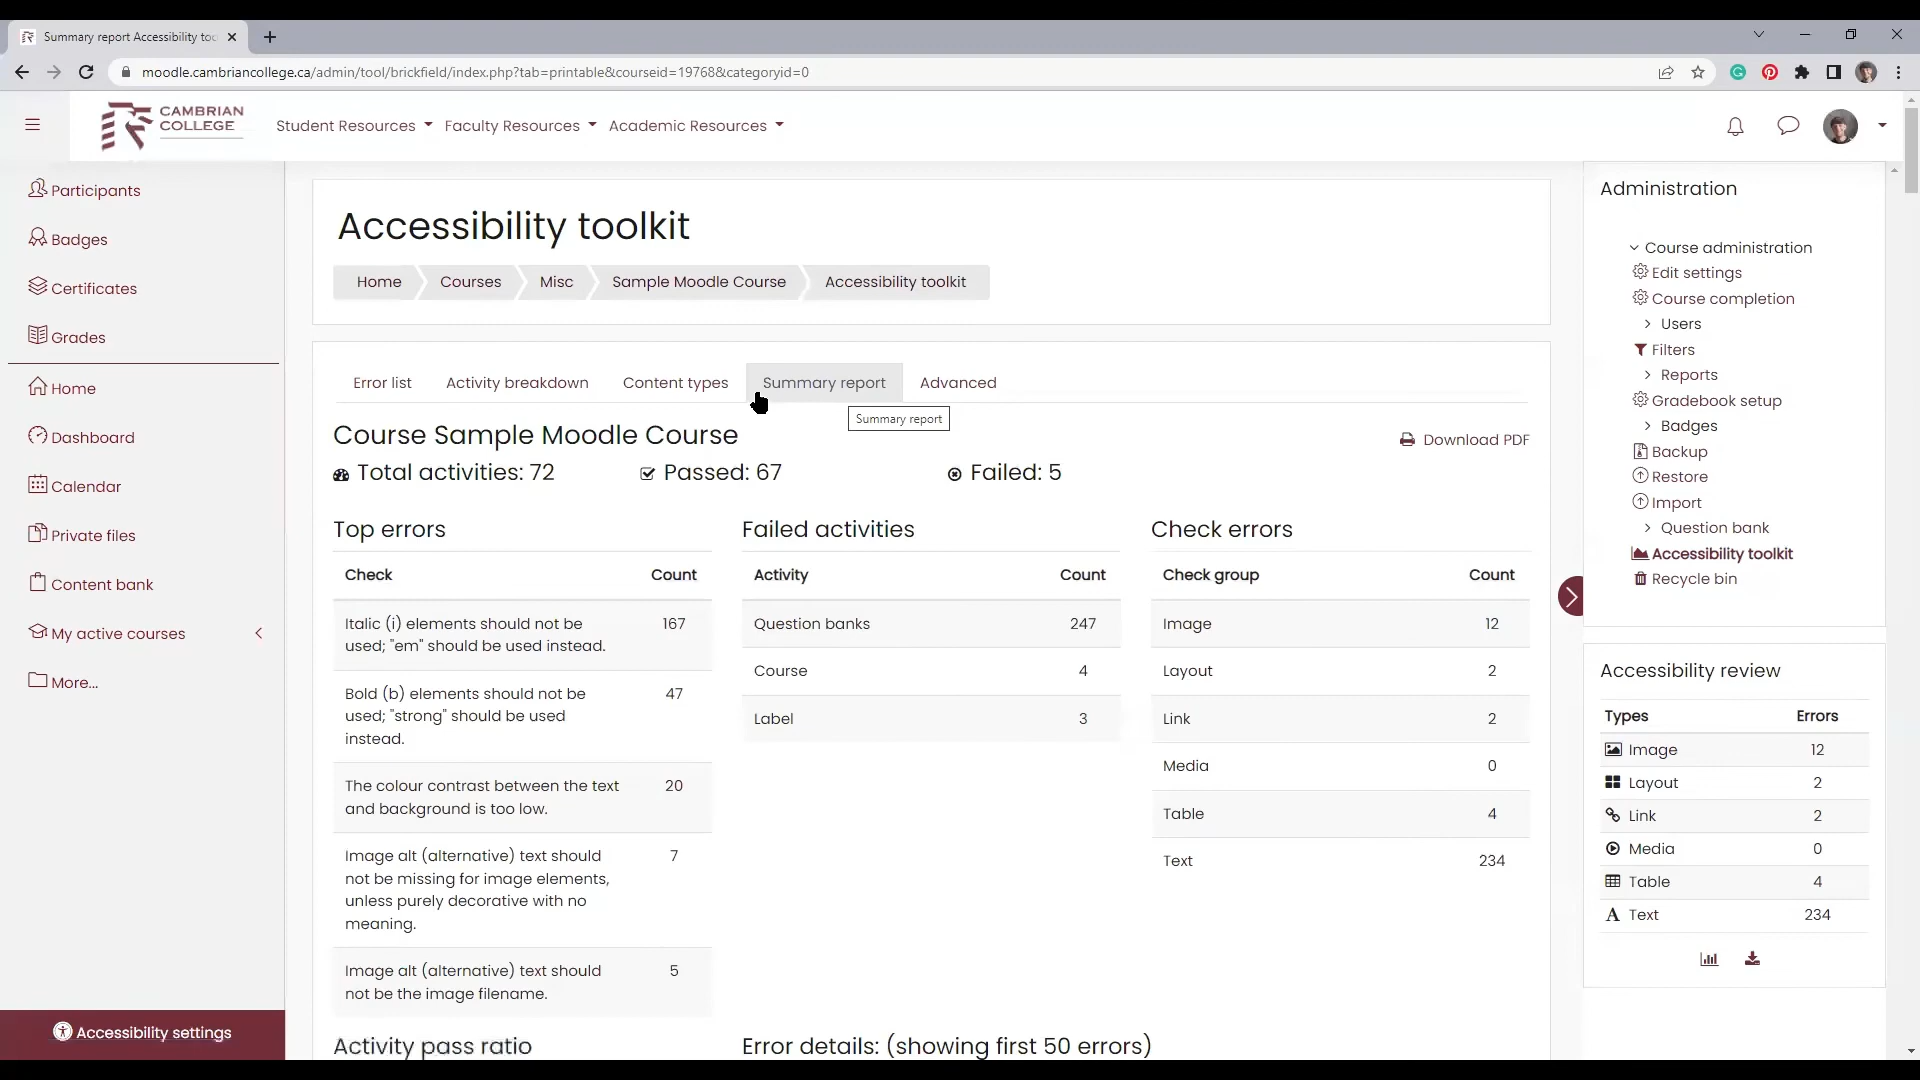 Summary report Accessibility too
moodle.cambriancollege.ca/admin/tool/brickfield/index.php?tab=printable&courseid=19768&categoryid=0
CAMBRIAN
COLLEGE
Student Resources
Faculty Resources
Academic Resources
Participants
Badges
Certificates
Grades
Home
Dashboard
Calendar
Private files
Content bank
My active courses
More...
Accessibility settings
Accessibility toolkit
Home
Courses
Misc
Sample Moodle Course
Accessibility toolkit
Error list
Activity breakdown
Content types
Summary report
Advanced
Summary report
Course Sample Moodle Course
Download PDF
Total activities: 72
Passed: 67
Failed: 5
Top errors
Check Count
Italic (i) elements should not be 167
used; "em" should be used instead.
Bold (b) elements should not be 47
used; "strong" should be used
instead.
The colour contrast between the text 20
and background is too low.
Image alt (alternative) text should 7
not be missing for image elements,
unless purely decorative with no
meaning.
Image alt (alternative) text should 5
not be the image filename.
Failed activities
Activity Count
Question banks 247
Course 4
Label 3
Check errors
Check group Count
Image 12
Layout 2
Link 2
Media 0
Table 4
Text 234
Activity pass ratio
Error details: (showing first 50 errors)
Administration
Course administration
Edit settings
Course completion
Users
Filters
Reports
Gradebook setup
Badges
Backup
Restore
Import
Question bank
Accessibility toolkit
Recycle bin
Accessibility review
Types Errors
Image 12
Layout 2
Link 2
Media 0
Table 4
Text 234